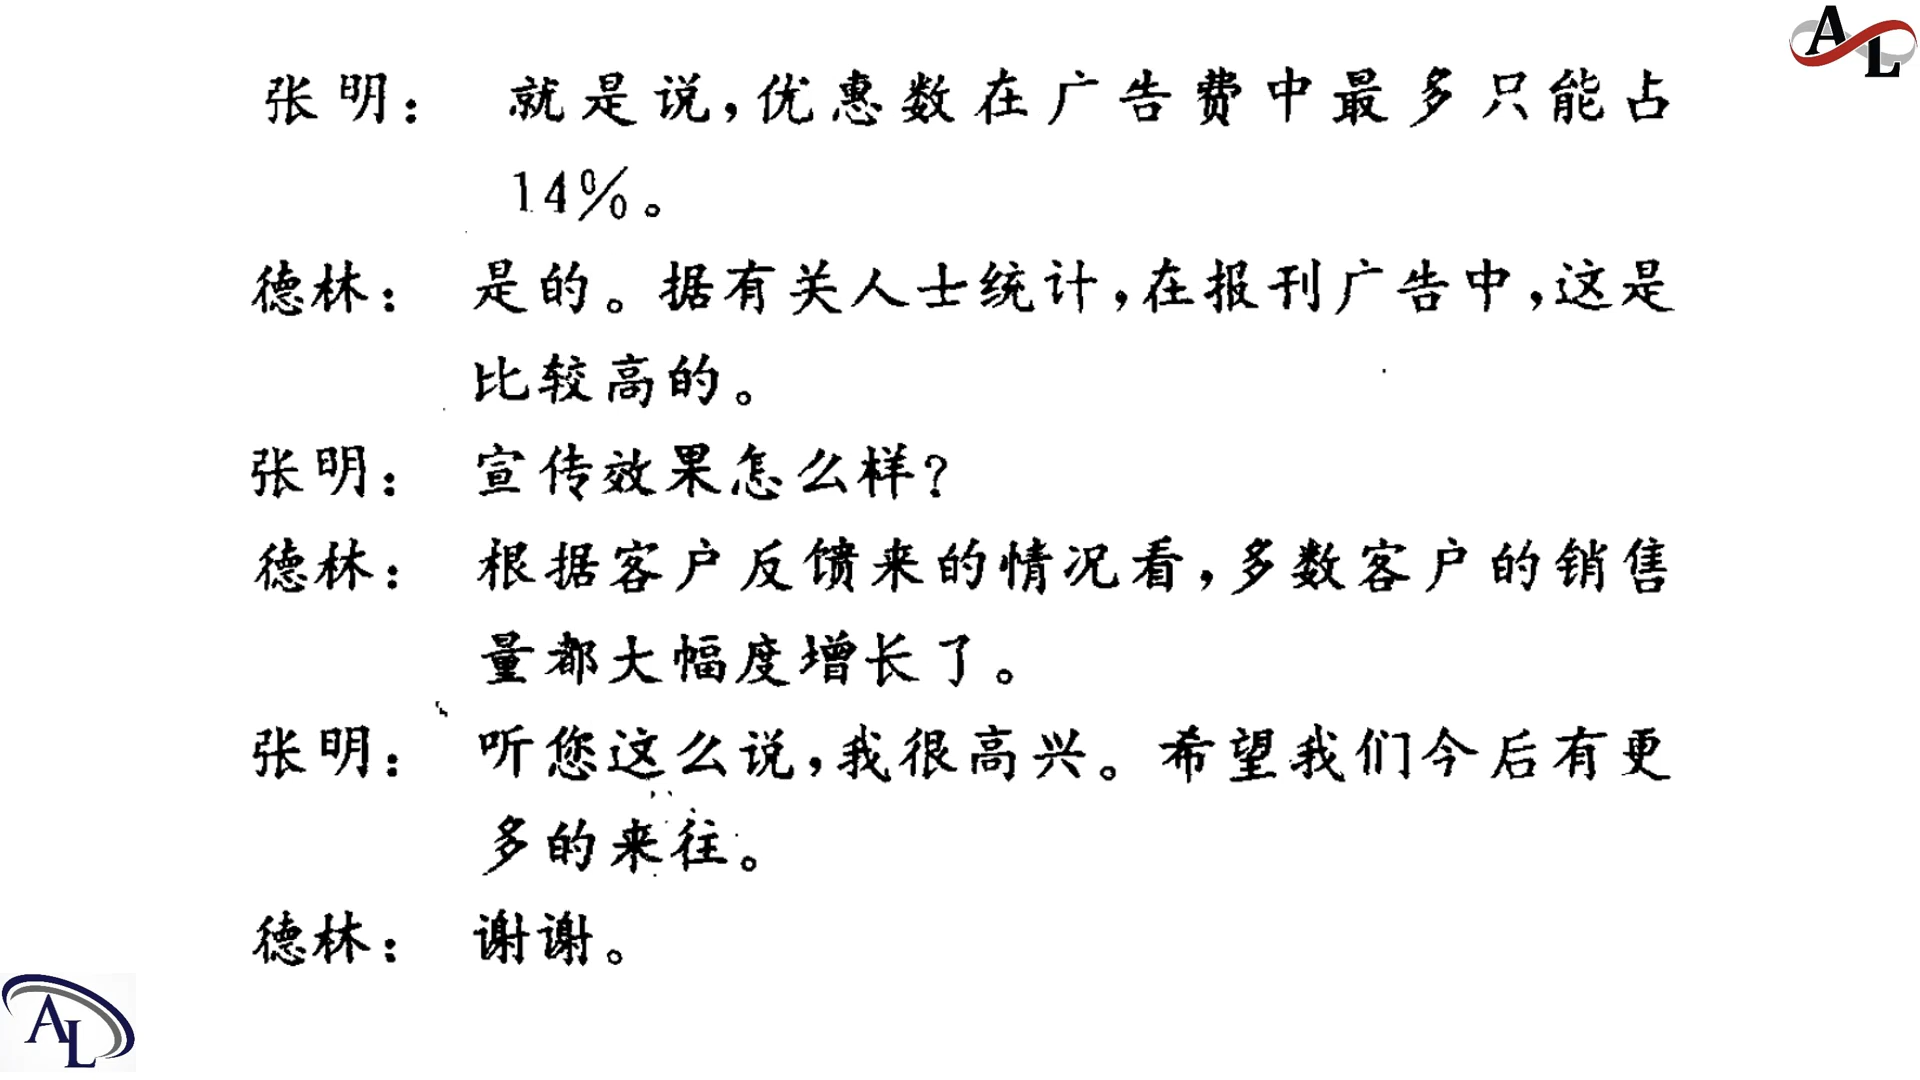 AL
张明： 就是说，优惠数在广告费中最多只能占
14%。
德林： 是的。据有关人士统计，在报刊广告中，这是
比较高的。
张明： 宣传效果怎么样？
德林： 根据客户反馈来的情况看，多数客户的销售
量都大幅度增长了。
张明： 听您这么说，我很高兴。希望我们今后有更
多的来往。
德林： 谢谢。
AL